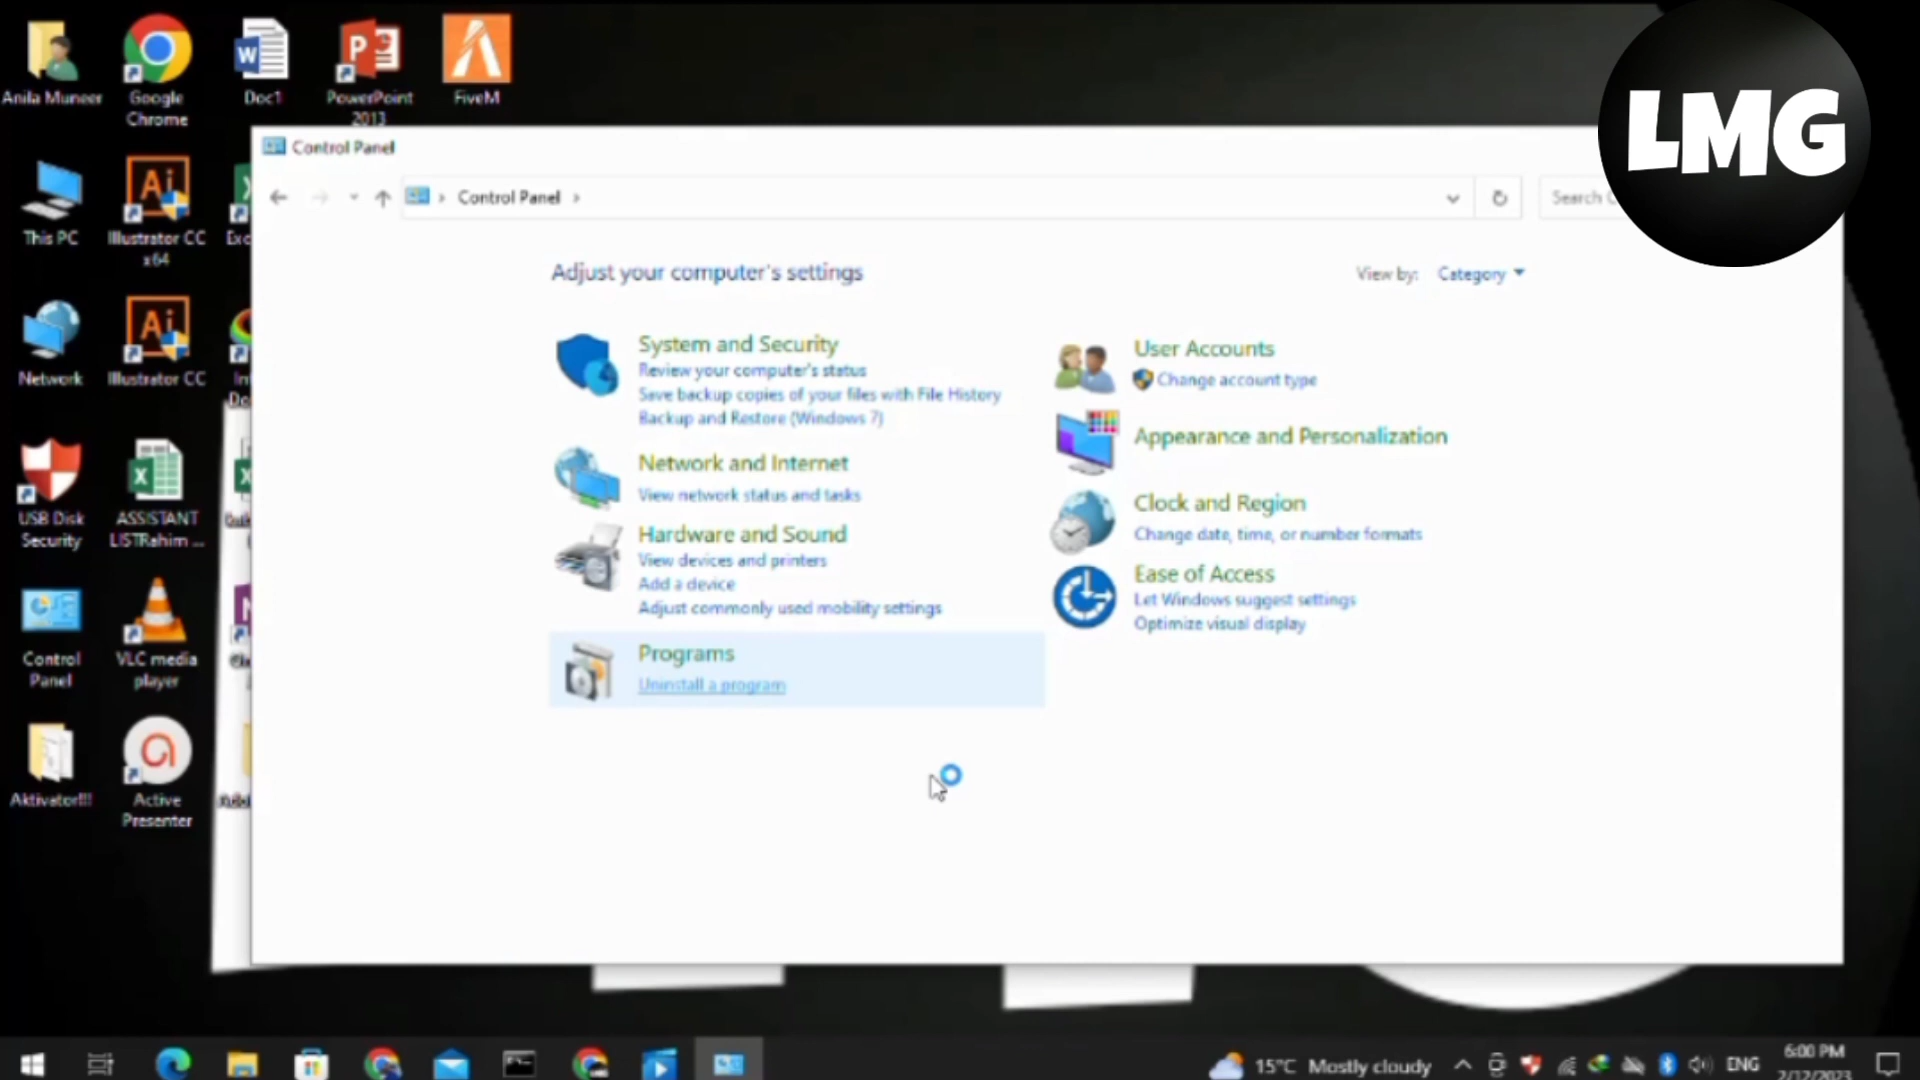 Anila Muneer
Google
Chrome
Doc1
PowerPoint
2013
FiveM
LMG
This PC
Illustrator CC
x64
Network
Illustrator CC
USB Disk
Security
ASSISTANT
LISTRahim ...
Control
Panel
VLC media
player
Aktivator!!!
Active
Presenter
Control Panel
Control Panel
Search
Adjust your computer's settings
View by: Category
System and Security
Review your computer's status
Save backup copies of your files with File History
Backup and Restore (Windows 7)
Network and Internet
View network status and tasks
Hardware and Sound
View devices and printers
Add a device
Adjust commonly used mobility settings
Programs
Uninstall a program
User Accounts
Change account type
Appearance and Personalization
Clock and Region
Change date, time, or number formats
Ease of Access
Let Windows suggest settings
Optimize visual display
15°C Mostly cloudy
ENG
6:00 PM
2/12/2023